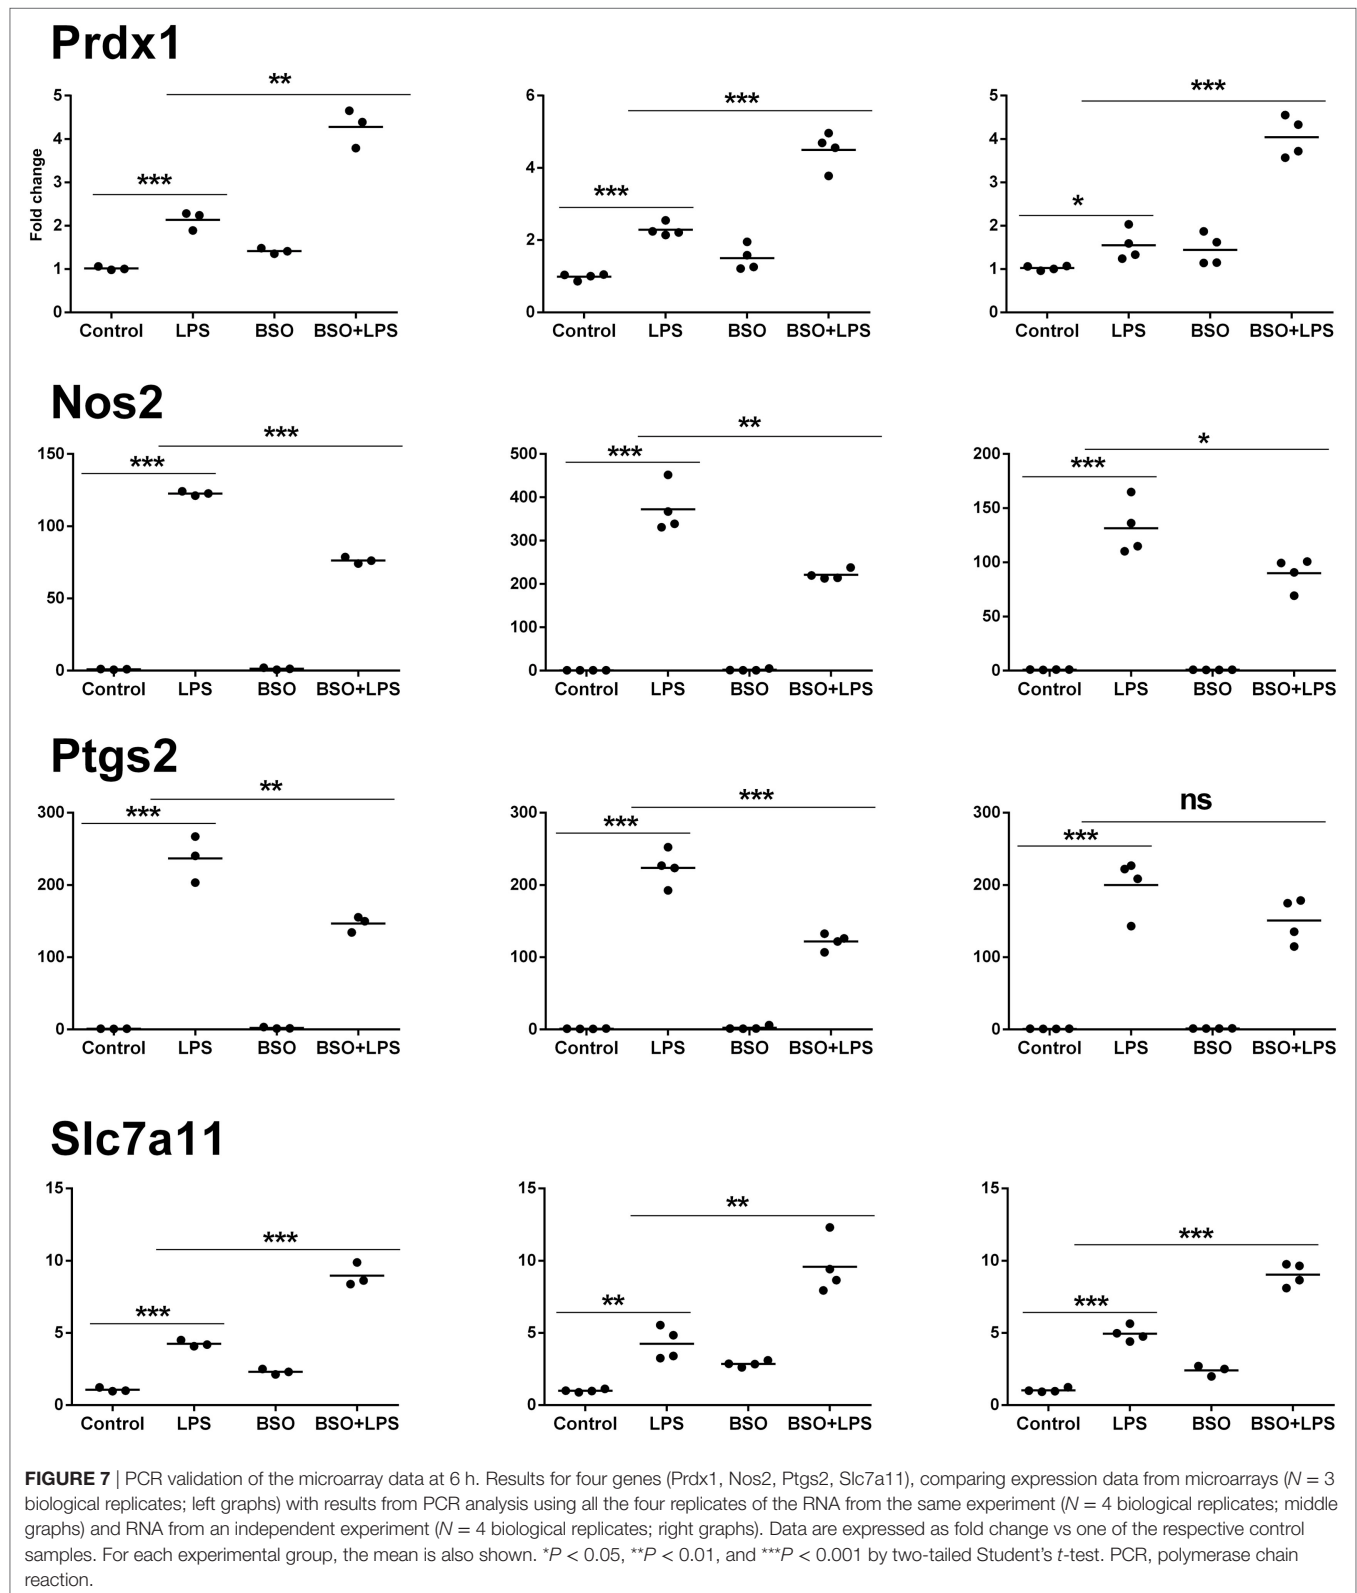 Prdx1
** *** ***
5 6 5
4 *** 4 *** 4 *
3 3
2 2 2
1 1
0 0 0
Fold change
Control LPS BSO BSO+LPS Control LPS BSO BSO+LPS Control LPS BSO BSO+LPS
Nos2
*** ** *
150 *** 500 *** 200 ***
400
100 300 150
200 100
50 100 50
0 0 0
Control LPS BSO BSO+LPS Control LPS BSO BSO+LPS Control LPS BSO BSO+LPS
Ptgs2
** *** ns
300 *** 300 *** 300 ***
200 200 200
100 100 100
0 0 0
Control LPS BSO BSO+LPS Control LPS BSO BSO+LPS Control LPS BSO BSO+LPS
Slc7a11
15 15 15
*** ** ***
10 10 10
*** ** ***
5 5 5
0 0 0
Control LPS BSO BSO+LPS Control LPS BSO BSO+LPS Control LPS BSO BSO+LPS
FIGURE 7 | PCR validation of the microarray data at 6 h. Results for four genes (Prdx1, Nos2, Ptgs2, Slc7a11), comparing expression data from microarrays (N = 3
biological replicates; left graphs) with results from PCR analysis using all the four replicates of the RNA from the same experiment (N = 4 biological replicates; middle
graphs) and RNA from an independent experiment (N = 4 biological replicates; right graphs). Data are expressed as fold change vs one of the respective control
samples. For each experimental group, the mean is also shown. *P < 0.05, **P < 0.01, and ***P < 0.001 by two-tailed Student's t-test. PCR, polymerase chain
reaction.